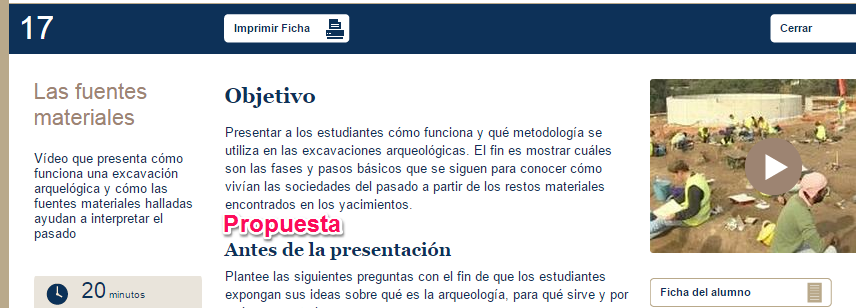 17
Imprimir Ficha
Cerrar
Las fuentes
materiales
Vídeo que presenta cómo
funciona una excavación
arquelógica y cómo las
fuentes materiales halladas
ayudan a interpretar el
pasado
20 minutos
Objetivo
Presentar a los estudiantes cómo funciona y qué metodología se
utiliza en las excavaciones arqueológicas. El fin es mostrar cuáles
son las fases y pasos básicos que se siguen para conocer cómo
vivían las sociedades del pasado a partir de los restos materiales
encontrados en los yacimientos.
Propuesta
Antes de la presentación
Plantee las siguientes preguntas con el fin de que los estudiantes
expongan sus ideas sobre qué es la arqueología, para qué sirve y por
Ficha del alumno